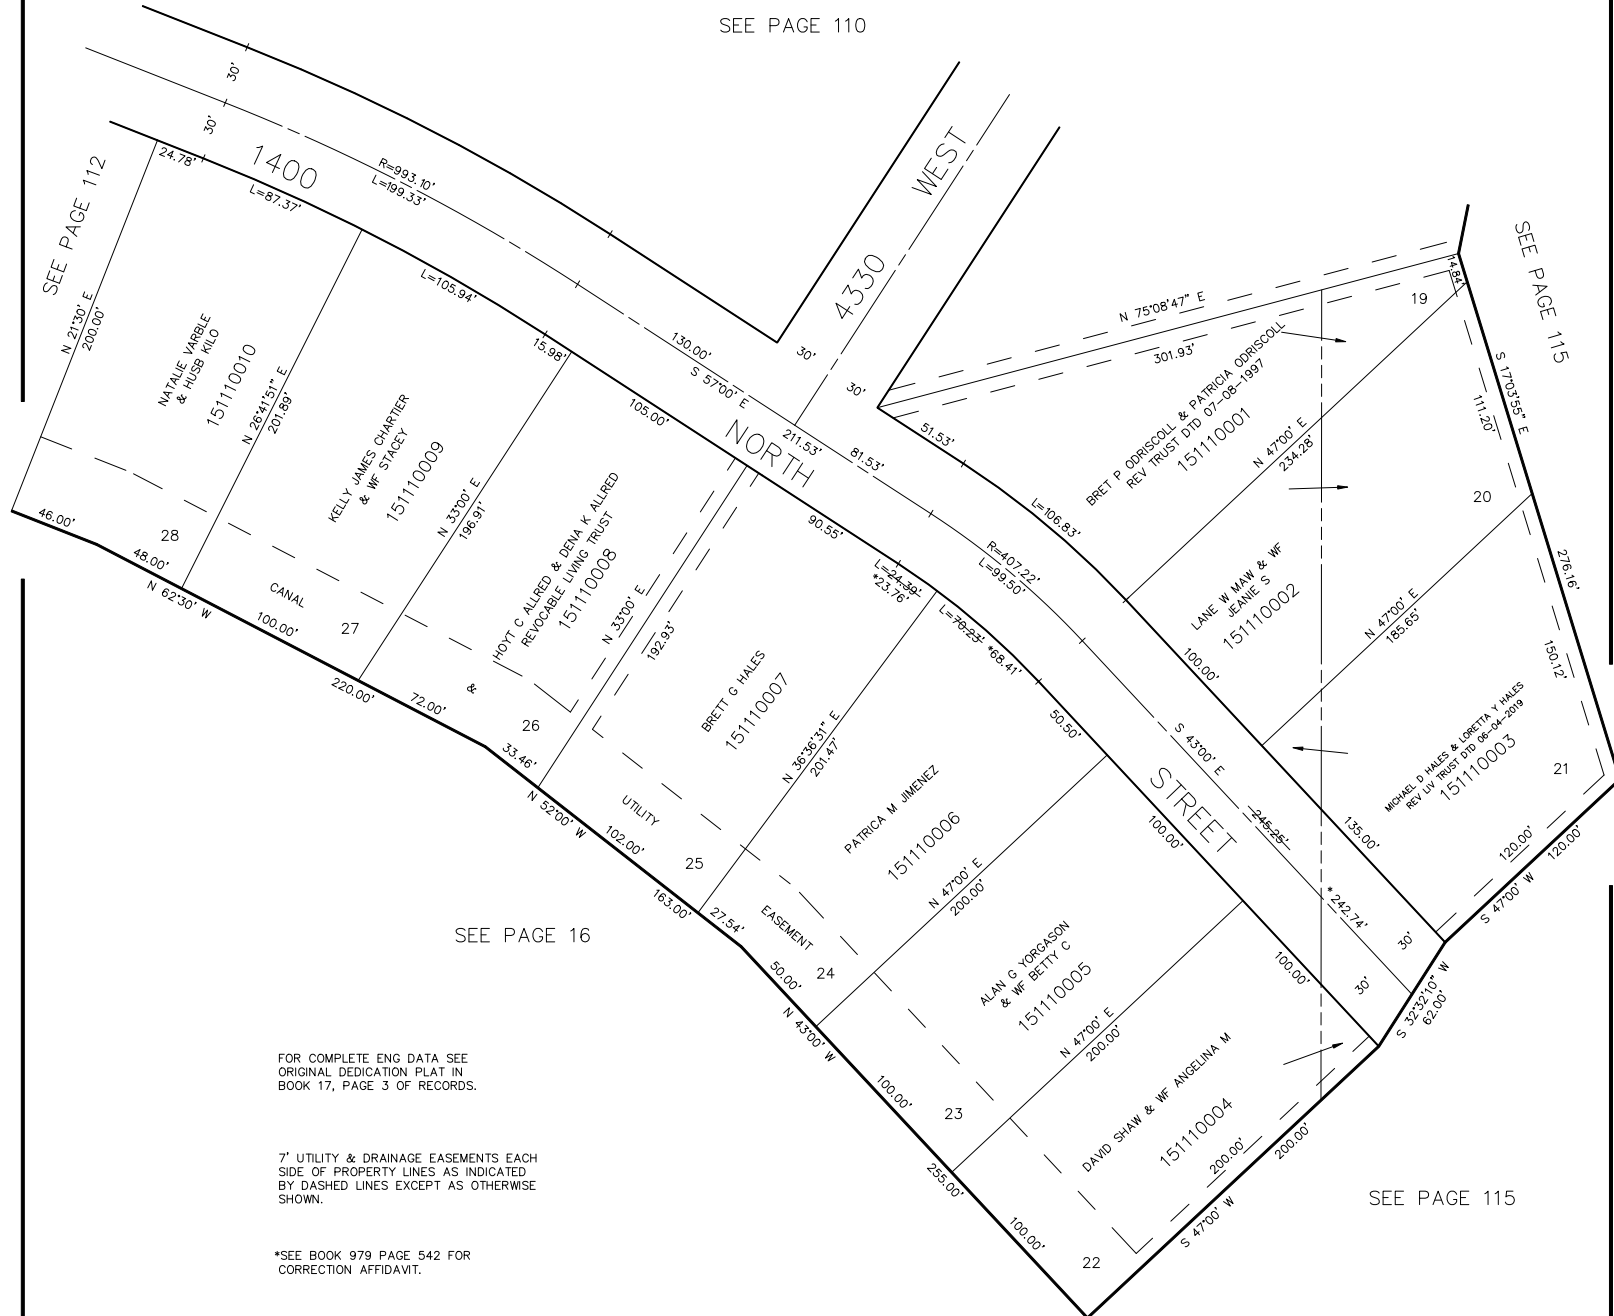 SEE PAGE 110
30'
30'
24.78'
1400
L=87.37'
R=993.10'
L=199.33'
SEE PAGE 112
N 21°30' E
200.00'
NATALIE VARBLE
& HUSB KILO
151110010
N 26°41'51" E
201.89'
L=105.94'
15.98'
KELLY JAMES CHARTIER
& WF STACEY
151110009
N 33°00' E
196.91'
105.00'
130.00'
S 57°00' E
211.53'
81.53'
NORTH
4330
WEST
30'
30'
N 75°08'47" E
301.93'
14.84'
19
SEE PAGE 115
BRET P ODRISCOLL & PATRICIA ODRISCOLL
REV TRUST DTD 07-08-1997
151110001
51.53'
L=106.83'
N 47°00' E
234.28'
S 17°03'55" E
111.20'
276.16'
150.12'
20
LANE W MAW & WF
JEANIE S
151110002
N 47°00' E
185.65'
100.00'
MICHAEL D HALES & LORETTA Y HALES
REV LIV TRUST DTD 06-04-2019
151110003
21
135.00'
120.00'
120.00'
S 47°00' W
46.00'
28
48.00'
N 62°30' W
CANAL
100.00'
27
220.00'
72.00'
&
HOYT C ALLRED & DENA K ALLRED
REVOCABLE LIVING TRUST
151110008
26
33.46'
N 33°00' E
192.93'
90.55'
L=24.39'
*23.76
R=407.22'
L=99.50'
BRETT G HALES
151110007
UTILITY
N 52°00' W
102.00'
25
163.00'
27.54'
N 36°36'31" E
201.47'
L=70.23'
*68.41'
50.50'
PATRICA M JIMENEZ
151110006
EASEMENT
24
50.00'
N 43°00' W
N 47°00' E
200.00'
100.00'
STREET
S 43°00' E
245.25'
*242.74'
30'
30'
S 32°32'10" W
62.00'
SEE PAGE 16
ALAN G YORGASON
& WF BETTY C
151110005
100.00'
23
N 47°00' E
200.00'
100.00'
255.00'
DAVID SHAW & WF ANGELINA M
151110004
100.00'
22
200.00'
200.00'
S 47°00' W
SEE PAGE 115
FOR COMPLETE ENG DATA SEE
ORIGINAL DEDICATION PLAT IN
BOOK 17, PAGE 3 OF RECORDS.
7' UTILITY & DRAINAGE EASEMENTS EACH
SIDE OF PROPERTY LINES AS INDICATED
BY DASHED LINES EXCEPT AS OTHERWISE
SHOWN.
*SEE BOOK 979 PAGE 542 FOR
CORRECTION AFFIDAVIT.